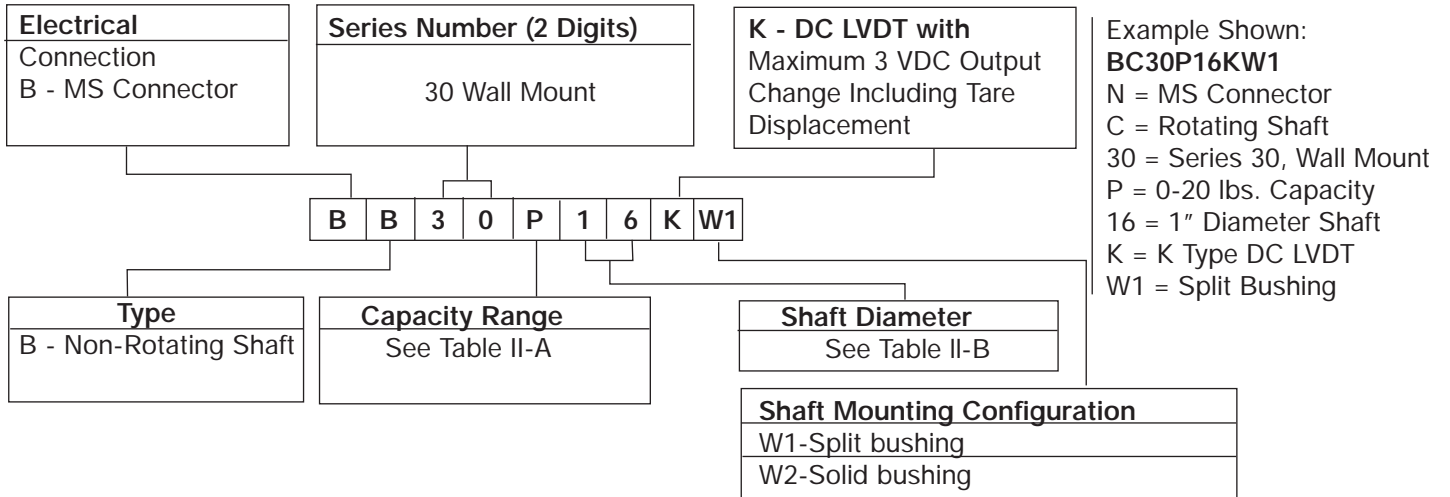 Electrical
Connection
B - MS Connector
Series Number (2 Digits)
30 Wall Mount
K - DC LVDT with
Maximum 3 VDC Output
Change Including Tare
Displacement
Example Shown:
BC30P16KW1
N = MS Connector
C = Rotating Shaft
30 = Series 30, Wall Mount
P = 0-20 lbs. Capacity
16 = 1” Diameter Shaft
K = K Type DC LVDT
W1 = Split Bushing
B B 3 0 P 1 6 K W1
Type
B - Non-Rotating Shaft
Capacity Range
See Table II-A
Shaft Diameter
See Table II-B
Shaft Mounting Configuration
W1-Split bushing
W2-Solid bushing